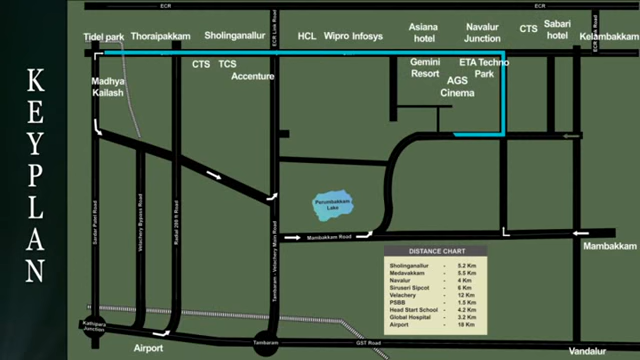 KEYPLAN
ECR
ECR
ECR Link Road
Tidel park
Thoraipakkam
Sholinganallur
HCL
Wipro
Infosys
Asiana
hotel
Navalur
Junction
CTS
Sabari
hotel
Kelambakkam
Madhya
Kailash
CTS
TCS
Accenture
Gemini
Resort
ETA Techno
Park
AGS
Cinema
Sardar Patel Road
Velachery Bypass Road
Radial 200 ft Road
Tambaram - Velachery Main Road
Perumbakkam
Lake
Mambakkam Road
Mambakkam
DISTANCE CHART
Sholinganallur - 5.2 Km
Medavakkam - 5.5 Km
Navalur - 4 Km
Siruseri Sipcot - 6 Km
Velachery - 12 Km
PSBB - 1.5 Km
Head Start School - 4.2 Km
Global Hospital - 3.2 Km
Airport - 18 Km
Kathipara
Junction
Airport
Tambaram
GST Road
Vandalur